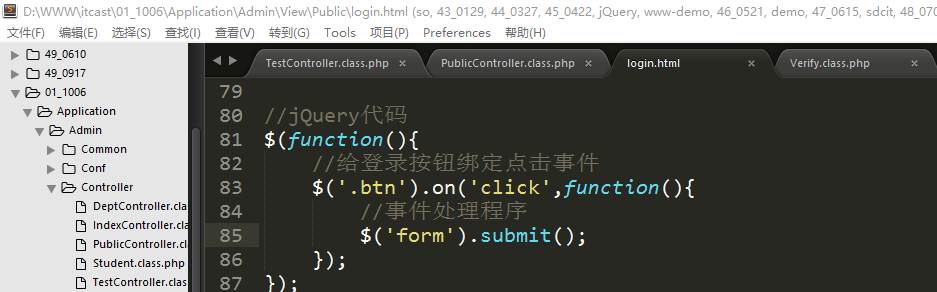 D:\WWW\itcast\01_1006\Application\Admin\View\Public\login.html (so, 43_0129, 44_0327, 45_0422, jQuery, www-demo, 46_0521, demo, 47_0615, sdcit, 48_070
文件(F) 编辑(E) 选择(S) 查找(I) 查看(V) 转到(G) Tools 项目(P) Preferences 帮助(H)
49_0610
49_0917
01_1006
Application
Admin
Common
Conf
Controller
DeptController.cla
IndexController.cl
PublicController.cl
Student.class.php
TestController.clas
TestController.class.php × PublicController.class.php × login.html × Verify.class.php ×
79
80 //jQuery代码
81 $(function(){
82 //给登录按钮绑定点击事件
83 $('.btn').on('click',function(){
84 //事件处理程序
85 $('form').submit();
86 });
87 });